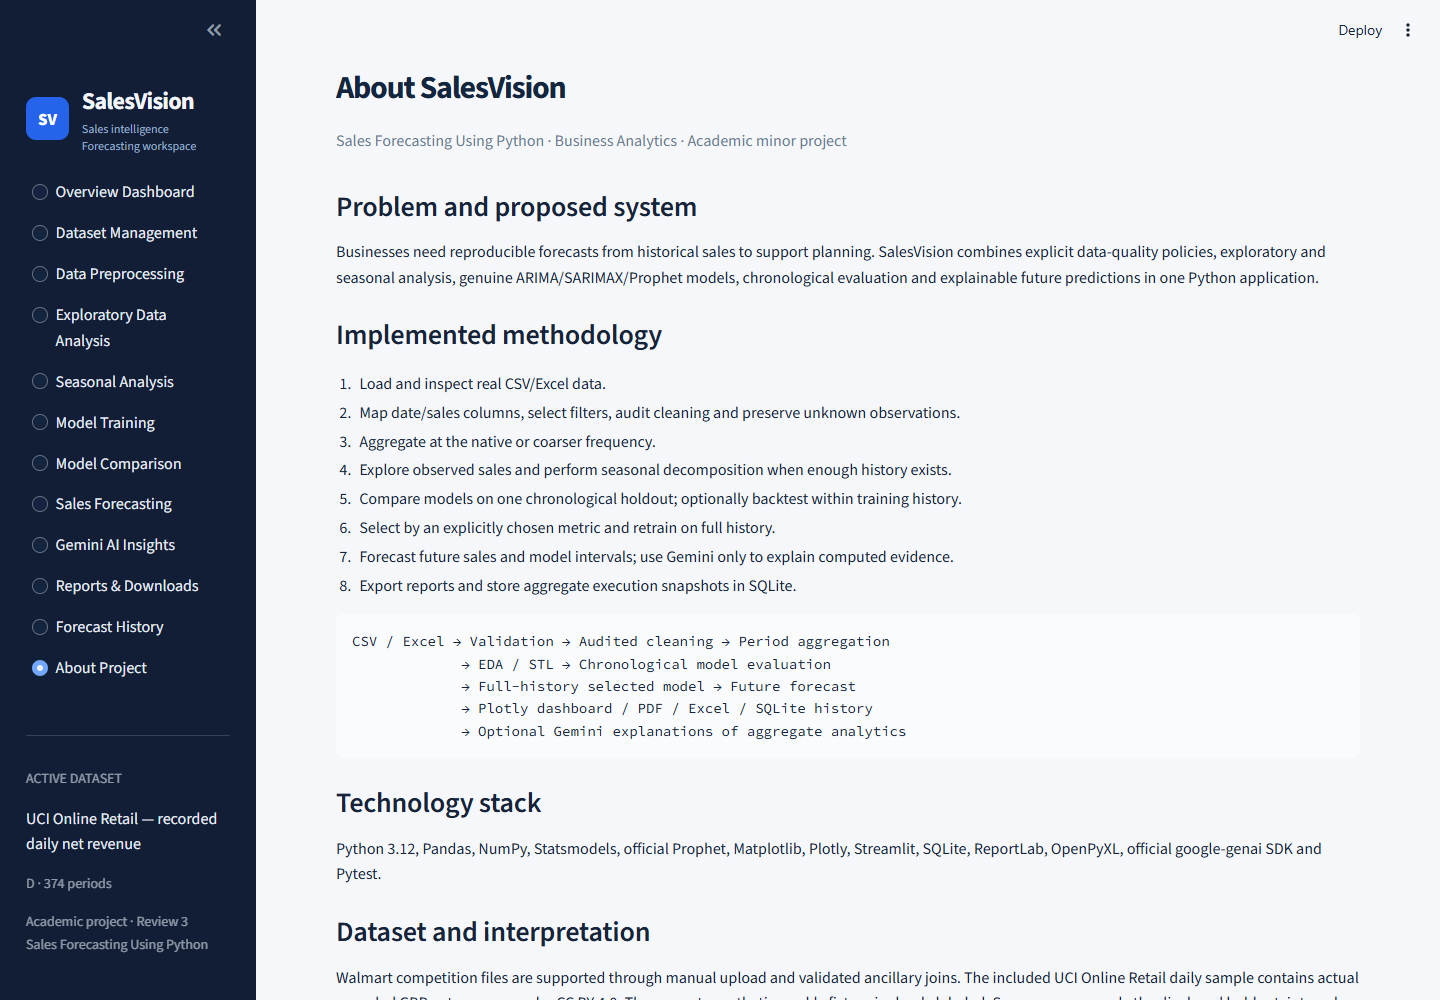 Deploy
SV
SalesVision
Sales intelligence
Forecasting workspace
Overview Dashboard
Dataset Management
Data Preprocessing
Exploratory Data
Analysis
Seasonal Analysis
Model Training
Model Comparison
Sales Forecasting
Gemini AI Insights
Reports & Downloads
Forecast History
About Project
ACTIVE DATASET
UCI Online Retail — recorded
daily net revenue
D · 374 periods
Academic project · Review 3
Sales Forecasting Using Python
About SalesVision
Sales Forecasting Using Python · Business Analytics · Academic minor project
Problem and proposed system
Businesses need reproducible forecasts from historical sales to support planning. SalesVision combines explicit data-quality policies, exploratory and
seasonal analysis, genuine ARIMA/SARIMAX/Prophet models, chronological evaluation and explainable future predictions in one Python application.
Implemented methodology
1. Load and inspect real CSV/Excel data.
2. Map date/sales columns, select filters, audit cleaning and preserve unknown observations.
3. Aggregate at the native or coarser frequency.
4. Explore observed sales and perform seasonal decomposition when enough history exists.
5. Compare models on one chronological holdout; optionally backtest within training history.
6. Select by an explicitly chosen metric and retrain on full history.
7. Forecast future sales and model intervals; use Gemini only to explain computed evidence.
8. Export reports and store aggregate execution snapshots in SQLite.
CSV / Excel → Validation → Audited cleaning → Period aggregation
→ EDA / STL → Chronological model evaluation
→ Full-history selected model → Future forecast
→ Plotly dashboard / PDF / Excel / SQLite history
→ Optional Gemini explanations of aggregate analytics
Technology stack
Python 3.12, Pandas, NumPy, Statsmodels, official Prophet, Matplotlib, Plotly, Streamlit, SQLite, ReportLab, OpenPyXL, official google-genai SDK and
Pytest.
Dataset and interpretation
Walmart competition files are supported through manual upload and validated ancillary joins. The included UCI Online Retail daily sample contains actual